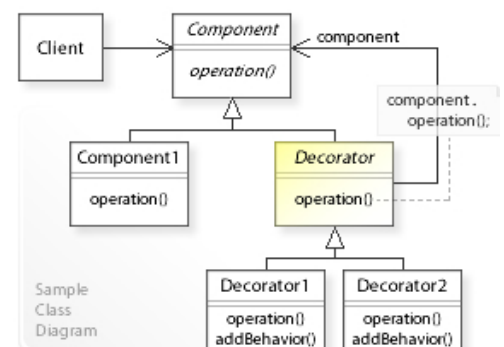 Client
Component
operation()
component
component.
operation();
Component1
operation()
Decorator
operation()
Decorator1
operation()
addBehavior()
Decorator2
operation()
addBehavior()
Sample
Class
Diagram